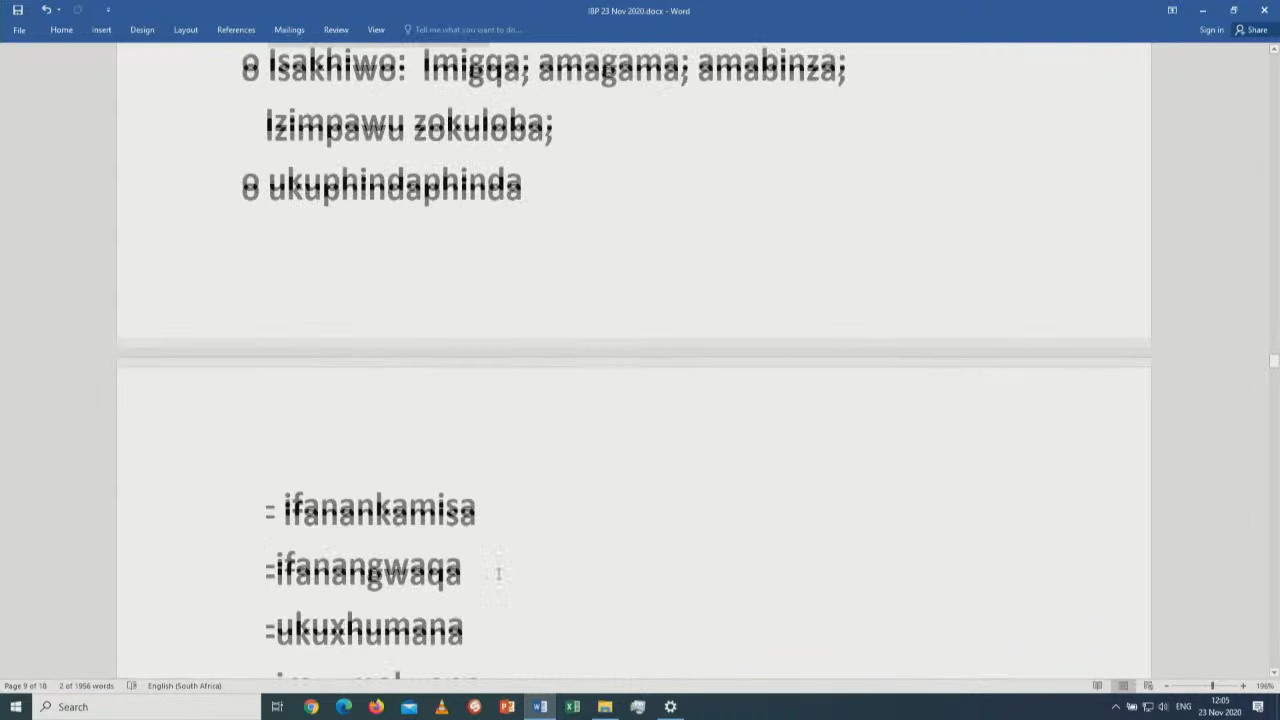 IBP 23 Nov 2020.docx - Word
File Home Insert Design Layout References Mailings Review View Tell me what you want to do... Sign in Share
o Isakhiwo: Imigqa; amagama; amabinza;
Izimpawu zokuloba;
o ukuphindaphinda
= ifanankamisa
=ifanangwaqa
=ukuxhumana
Page 9 of 18 2 of 1956 words English (South Africa) 196%
Search
12:05
23 Nov 2020